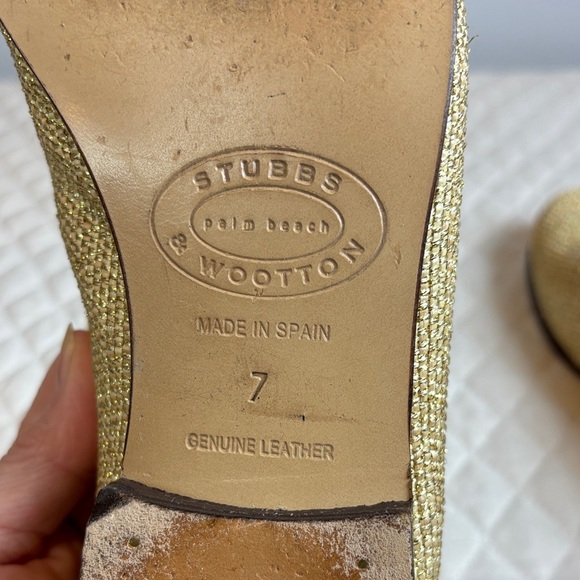 STUBBS
palm beach
& WOOTTON
MADE IN SPAIN
7
GENUINE LEATHER